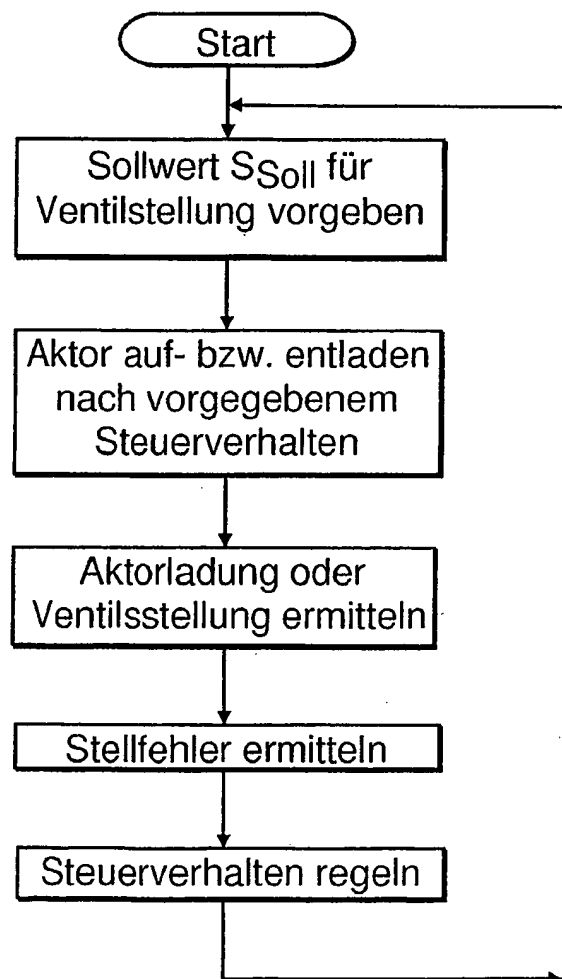 Start
Sollwert SSoll für
Ventilstellung vorgeben
Aktor auf- bzw. entladen
nach vorgegebenem
Steuerverhalten
Aktorladung oder
Ventilsstellung ermitteln
Stellfehler ermitteln
Steuerverhalten regeln